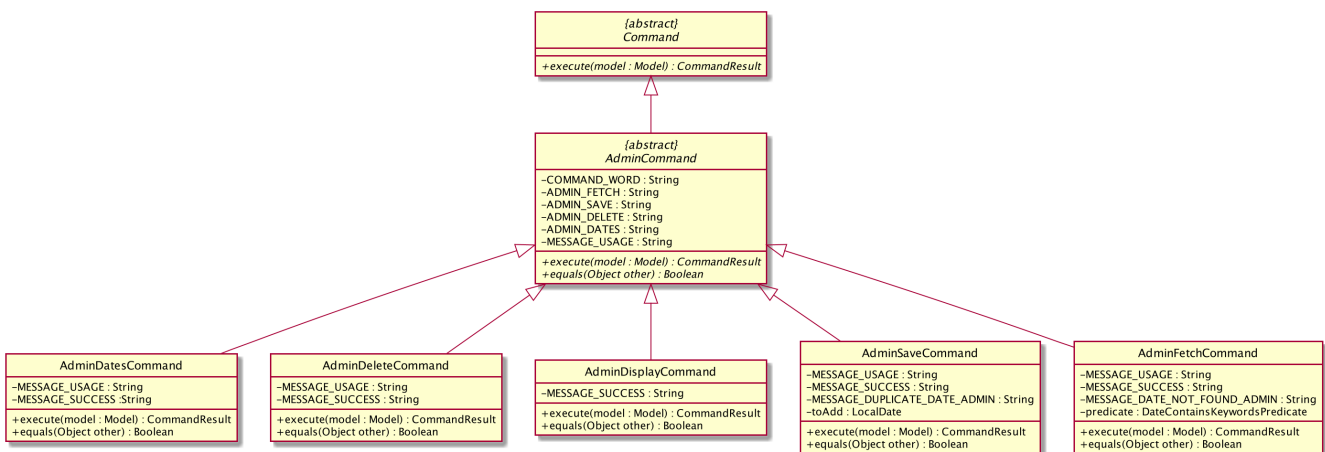 {abstract}
Command
+execute(model : Model) : CommandResult
{abstract}
AdminCommand
-COMMAND_WORD : String
-ADMIN_FETCH : String
-ADMIN_SAVE : String
-ADMIN_DELETE : String
-ADMIN_DATES : String
-MESSAGE_USAGE : String
+execute(model : Model) : CommandResult
+equals(Object other) : Boolean
AdminDatesCommand
-MESSAGE_USAGE : String
-MESSAGE_SUCCESS :String
+execute(model : Model) : CommandResult
+equals(Object other) : Boolean
AdminDeleteCommand
-MESSAGE_USAGE : String
-MESSAGE_SUCCESS : String
+execute(model : Model) : CommandResult
+equals(Object other) : Boolean
AdminDisplayCommand
-MESSAGE_SUCCESS : String
+execute(model : Model) : CommandResult
+equals(Object other) : Boolean
AdminSaveCommand
-MESSAGE_USAGE : String
-MESSAGE_SUCCESS : String
-MESSAGE_DUPLICATE_DATE_ADMIN : String
-toAdd : LocalDate
+execute(model : Model) : CommandResult
+equals(Object other) : Boolean
AdminFetchCommand
-MESSAGE_USAGE : String
-MESSAGE_SUCCESS : String
-MESSAGE_DATE_NOT_FOUND_ADMIN : String
-predicate : DateContainsKeywordsPredicate
+execute(model : Model) : CommandResult
+equals(Object other) : Boolean